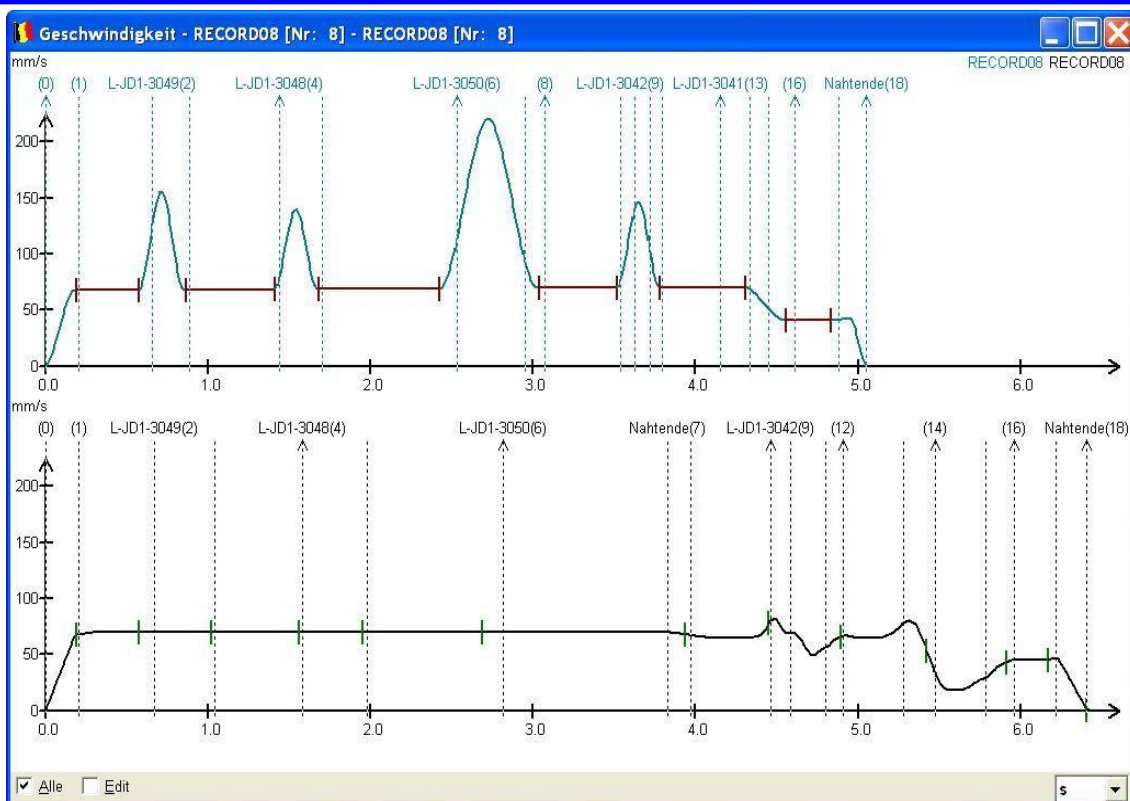 Geschwindigkeit - RECORD08 [Nr: 8] - RECORD08 [Nr: 8]
mm/s
RECORD08 RECORD08
(0) (1) L-JD1-3049(2) L-JD1-3048(4) L-JD1-3050(6) (8) L-JD1-3042(9) L-JD1-3041(13) (16) Nahtende(18)
200
150
100
50
0
0.0 1.0 2.0 3.0 4.0 5.0 6.0
mm/s
(0) (1) L-JD1-3049(2) L-JD1-3048(4) L-JD1-3050(6) Nahtende(7) L-JD1-3042(9) (12) (14) (16) Nahtende(18)
200
150
100
50
0
0.0 1.0 2.0 3.0 4.0 5.0 6.0
Alle Edit s